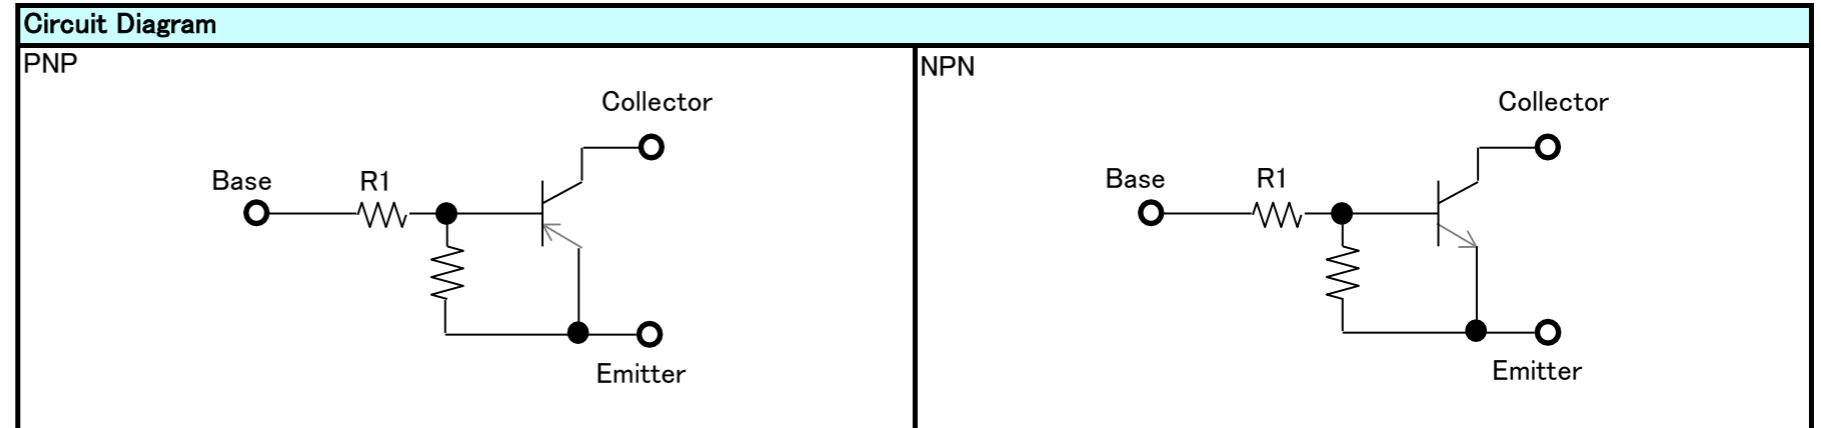 Circuit Diagram
PNP
Collector
Base
R1
Emitter
NPN
Collector
Base
R1
Emitter